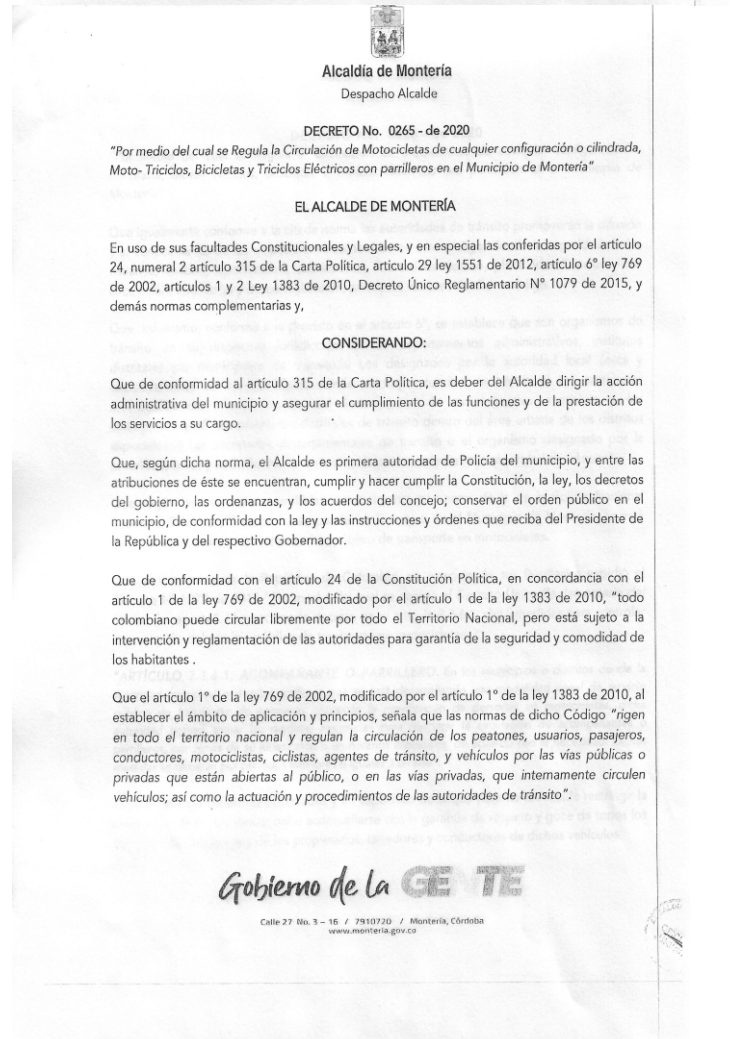 Alcaldía de Montería
Despacho Alcalde
DECRETO No. 0265 - de 2020
"Por medio del cual se Regula la Circulación de Motocicletas de cualquier configuración o cilindrada,
Moto- Triciclos, Bicicletas y Triciclos Eléctricos con parrilleros en el Municipio de Montería"
EL ALCALDE DE MONTERÍA
En uso de sus facultades Constitucionales y Legales, y en especial las conferidas por el artículo
24, numeral 2 artículo 315 de la Carta Política, articulo 29 ley 1551 de 2012, artículo 6° ley 769
de 2002, artículos 1 y 2 Ley 1383 de 2010, Decreto Único Reglamentario N° 1079 de 2015, y
demás normas complementarias y,
CONSIDERANDO:
Que de conformidad al artículo 315 de la Carta Política, es deber del Alcalde dirigir la acción
administrativa del municipio y asegurar el cumplimiento de las funciones y de la prestación de
los servicios a su cargo.
Que, según dicha norma, el Alcalde es primera autoridad de Policía del municipio, y entre las
atribuciones de éste se encuentran, cumplir y hacer cumplir la Constitución, la ley, los decretos
del gobierno, las ordenanzas, y los acuerdos del concejo; conservar el orden público en el
municipio, de conformidad con la ley y las instrucciones y órdenes que reciba del Presidente de
la República y del respectivo Gobernador.
Que de conformidad con el artículo 24 de la Constitución Política, en concordancia con el
artículo 1 de la ley 769 de 2002, modificado por el artículo 1 de la ley 1383 de 2010, "todo
colombiano puede circular libremente por todo el Territorio Nacional, pero está sujeto a la
intervención y reglamentación de las autoridades para garantía de la seguridad y comodidad de
los habitantes .
Que el artículo 1° de la ley 769 de 2002, modificado por el artículo 1° de la ley 1383 de 2010, al
establecer el ámbito de aplicación y principios, señala que las normas de dicho Código "rigen
en todo el territorio nacional y regulan la circulación de los peatones, usuarios, pasajeros,
conductores, motociclistas, ciclistas, agentes de tránsito, y vehículos por las vías públicas o
privadas que están abiertas al público, o en las vías privadas, que internamente circulen
vehículos; así como la actuación y procedimientos de las autoridades de tránsito".
Gobierno de la GENTE
Calle 27 No. 3 – 16 / 7910720 / Montería, Córdoba
www.monteria.gov.co